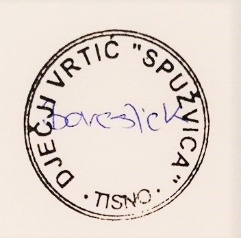 DJEČJI VRTIĆ "SPUŽVICA"
· TISNO ·